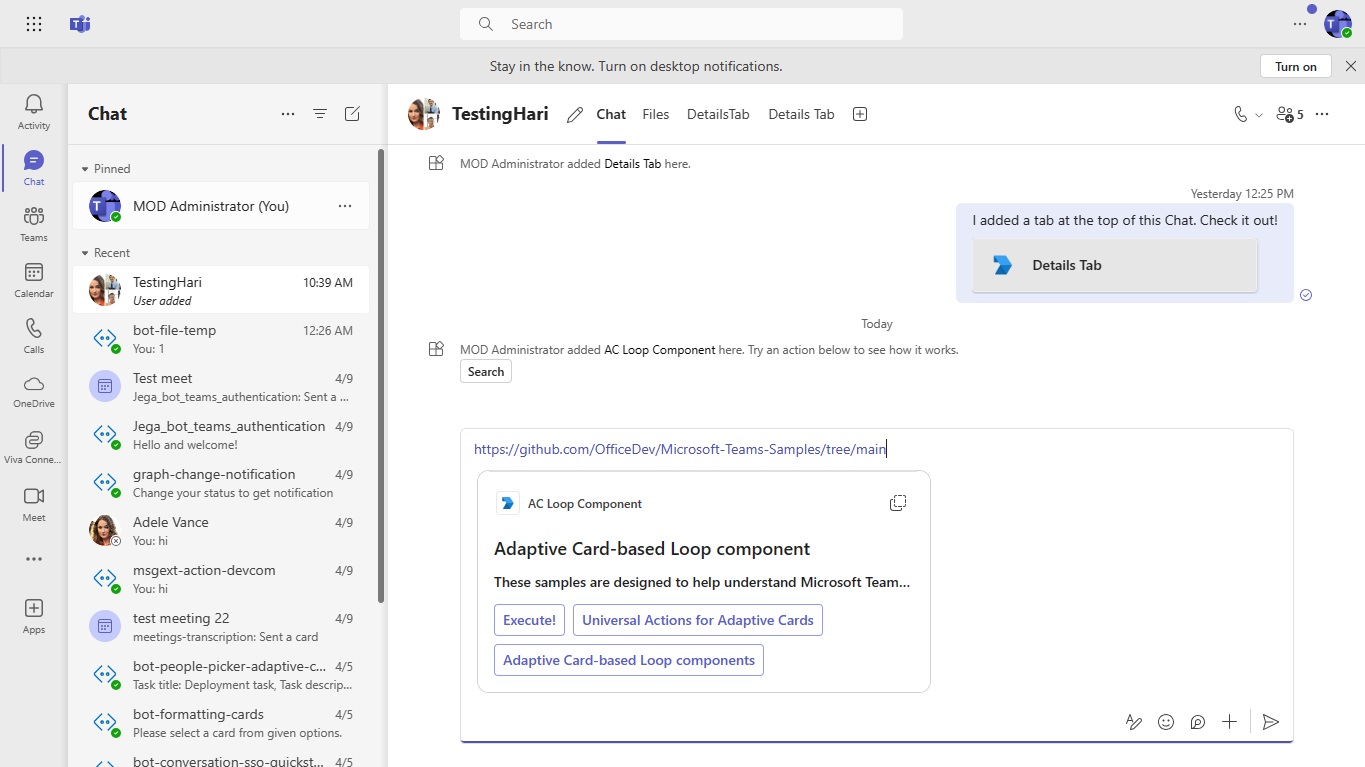 Search
Stay in the know. Turn on desktop notifications.
Turn on
Activity
Chat
Teams
Calendar
Calls
OneDrive
Viva Conne...
Meet
Apps
Chat
Pinned
MOD Administrator (You)
Recent
TestingHari 10:39 AM
User added
bot-file-temp 12:26 AM
You: 1
Test meet 4/9
Jega_bot_teams_authentication: Sent a ...
Jega_bot_teams_authentication 4/9
Hello and welcome!
graph-change-notification 4/9
Change your status to get notification
Adele Vance 4/9
You: hi
msgext-action-devcom 4/9
You: hi
test meeting 22 4/9
meetings-transcription: Sent a card
bot-people-picker-adaptive-c... 4/5
Task title: Deployment task, Task descrip...
bot-formatting-cards 4/5
Please select a card from given options.
bot-conversation-sso-quickst... 4/5
TestingHari Chat Files DetailsTab Details Tab
5
MOD Administrator added Details Tab here.
Yesterday 12:25 PM
I added a tab at the top of this Chat. Check it out!
Details Tab
Today
MOD Administrator added AC Loop Component here. Try an action below to see how it works.
Search
https://github.com/OfficeDev/Microsoft-Teams-Samples/tree/main
AC Loop Component
Adaptive Card-based Loop component
These samples are designed to help understand Microsoft Team...
Execute! Universal Actions for Adaptive Cards
Adaptive Card-based Loop components